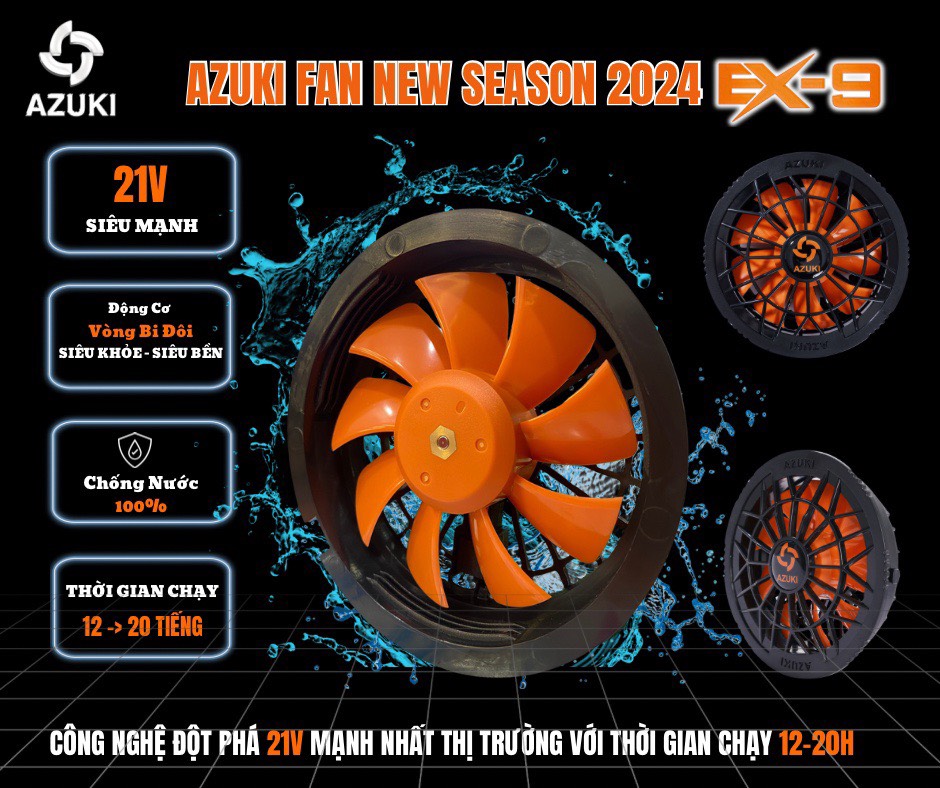 AZUKI
AZUKI FAN NEW SEASON 2024 EX-9
21V
SIÊU MẠNH
Động Cơ
Vòng Bi Đôi
SIÊU KHỎE - SIÊU BỀN
Chống Nước
100%
THỜI GIAN CHẠY
12 -> 20 TIẾNG
AZUKI
AZUKI
AZUKI
AZUKI
AZUKI
AZUKI
CÔNG NGHỆ ĐỘT PHÁ 21V MẠNH NHẤT THỊ TRƯỜNG VỚI THỜI GIAN CHẠY 12-20H